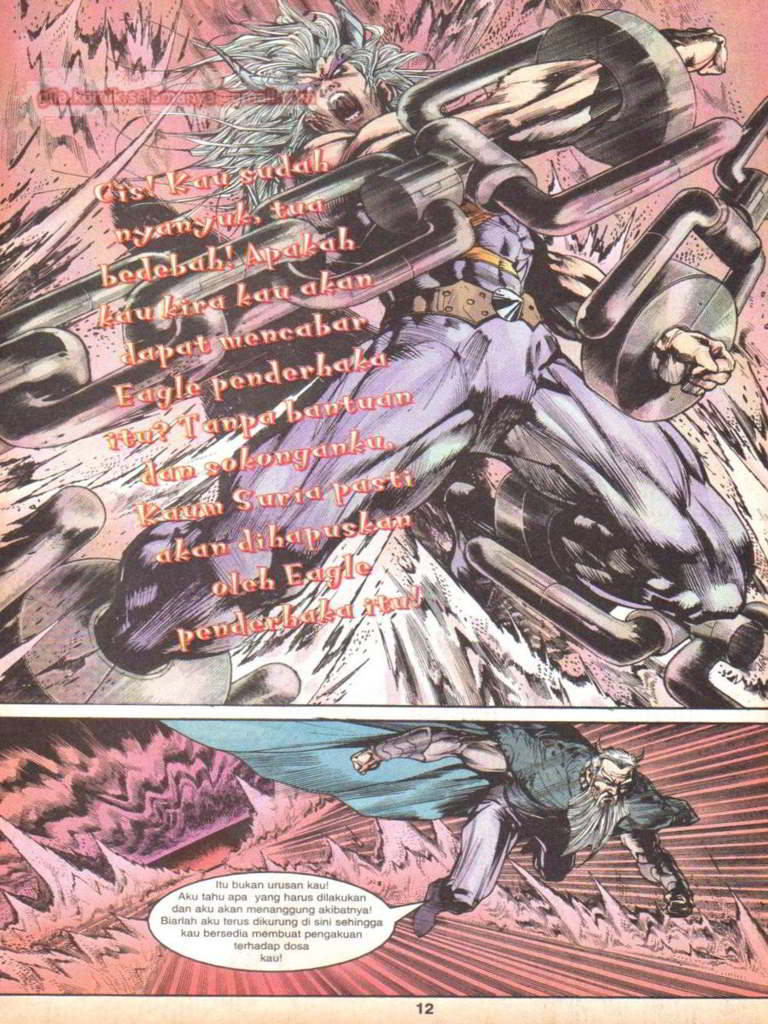 Cis! Kau sudah
nyanyuk, tua
bedebah! Apakah
kau kira kau akan
dapat mencabar
Eagle penderhaka
itu? Tanpa bantuan
dan sokonganku,
Kaum Suria pasti
akan dihapuskan
oleh Eagle
penderhaka itu!
Itu bukan urusan kau!
Aku tahu apa yang harus dilakukan
dan aku akan menanggung akibatnya!
Biarlah aku terus dikurung di sini sehingga
kau bersedia membuat pengakuan
terhadap dosa
kau!
12